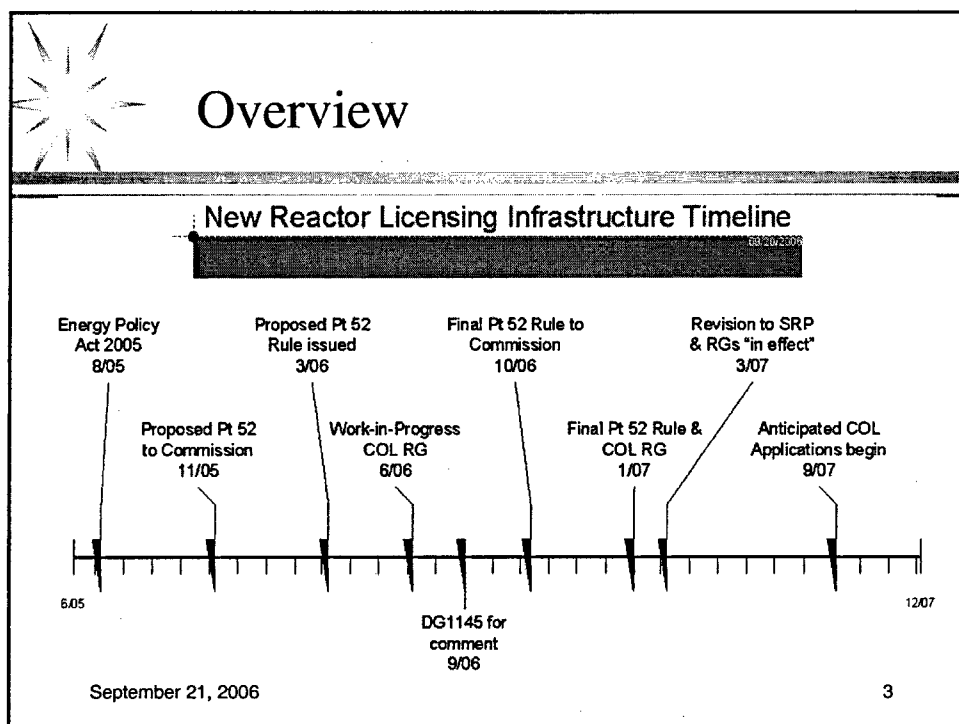 Overview
New Reactor Licensing Infrastructure Timeline
Energy Policy
Act 2005
8/05
Proposed Pt 52
Rule issued
3/06
Final Pt 52 Rule to
Commission
10/06
Revision to SRP
& RGs "in effect"
3/07
Proposed Pt 52
to Commission
11/05
Work-in-Progress
COL RG
6/06
Final Pt 52 Rule &
COL RG
1/07
Anticipated COL
Applications begin
9/07
6/05
12/07
DG1145 for
comment
9/06
September 21, 2006
3